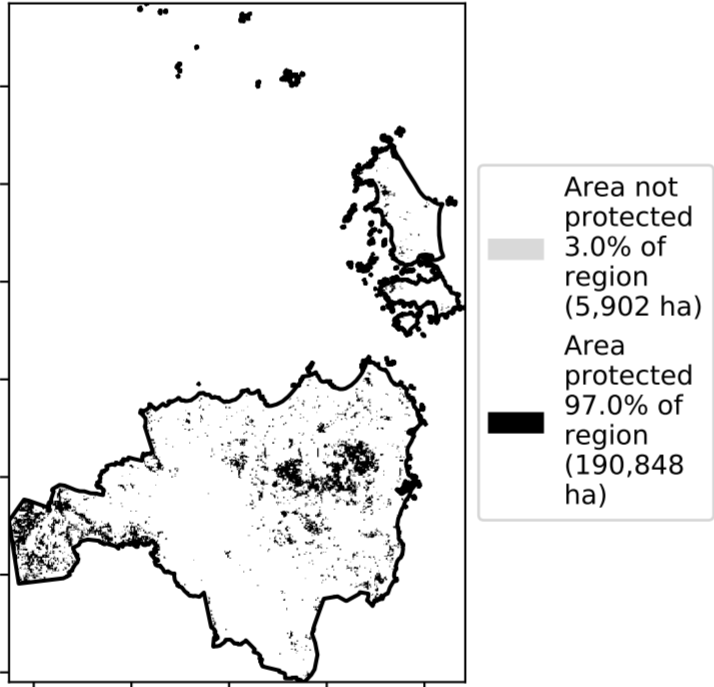 Area not
protected
3.0% of
region
(5,902 ha)
Area
protected
97.0% of
region
(190,848
ha)